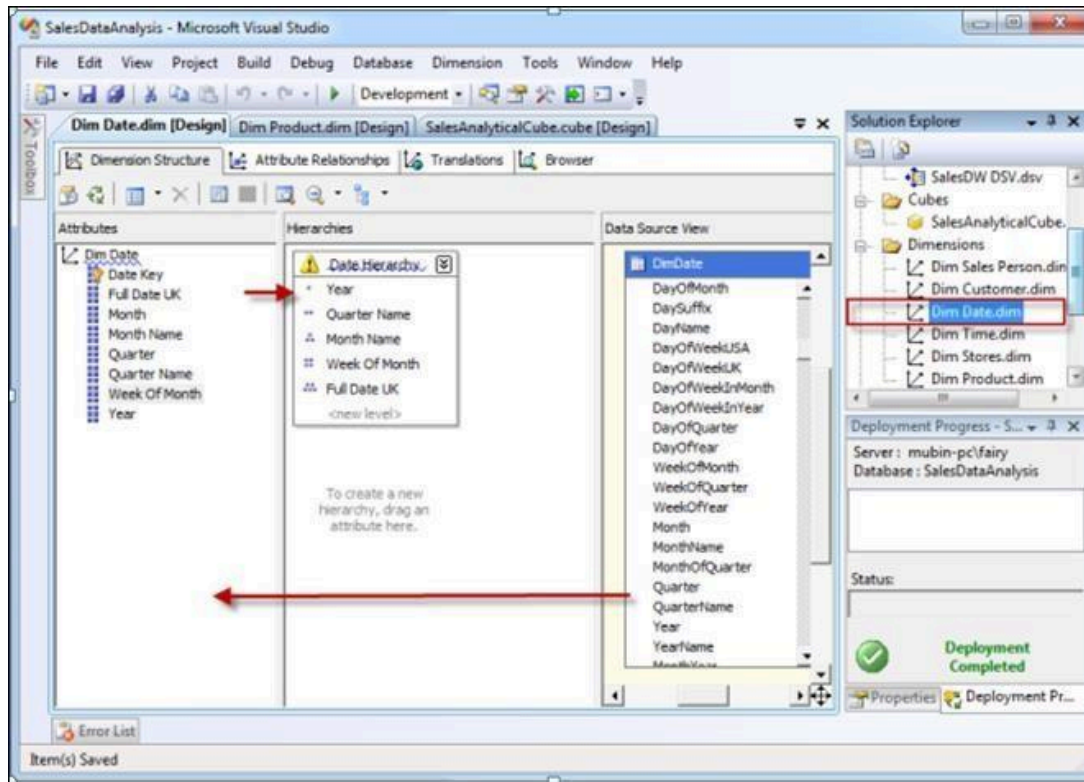 SalesDataAnalysis - Microsoft Visual Studio
File Edit View Project Build Debug Database Dimension Tools Window Help
Development
Toolbox
Dim Date.dim [Design] Dim Product.dim [Design] SalesAnalyticalCube.cube [Design]
Dimension Structure Attribute Relationships Translations Browser
Attributes
Dim Date
Date Key
Full Date UK
Month
Month Name
Quarter
Quarter Name
Week Of Month
Year
Hierarchies
Date Hierarchy
Year
Quarter Name
Month Name
Week Of Month
Full Date UK
<new level>
To create a new
hierarchy, drag an
attribute here.
Data Source View
DimDate
DayOfMonth
DaySuffix
DayName
DayOfWeekUSA
DayOfWeekUK
DayOfWeekInMonth
DayOfWeekInYear
DayOfQuarter
DayOfYear
WeekOfMonth
WeekOfQuarter
WeekOfYear
Month
MonthName
MonthOfQuarter
Quarter
QuarterName
Year
YearName
MonthYear
Solution Explorer
SalesDW DSV.dsv
Cubes
SalesAnalyticalCube.
Dimensions
Dim Sales Person.dim
Dim Customer.dim
Dim Date.dim
Dim Time.dim
Dim Stores.dim
Dim Product.dim
Deployment Progress - S...
Server : mubin-pc\fairy
Database : SalesDataAnalysis
Status:
Deployment
Completed
Properties Deployment Pr...
Error List
Item(s) Saved